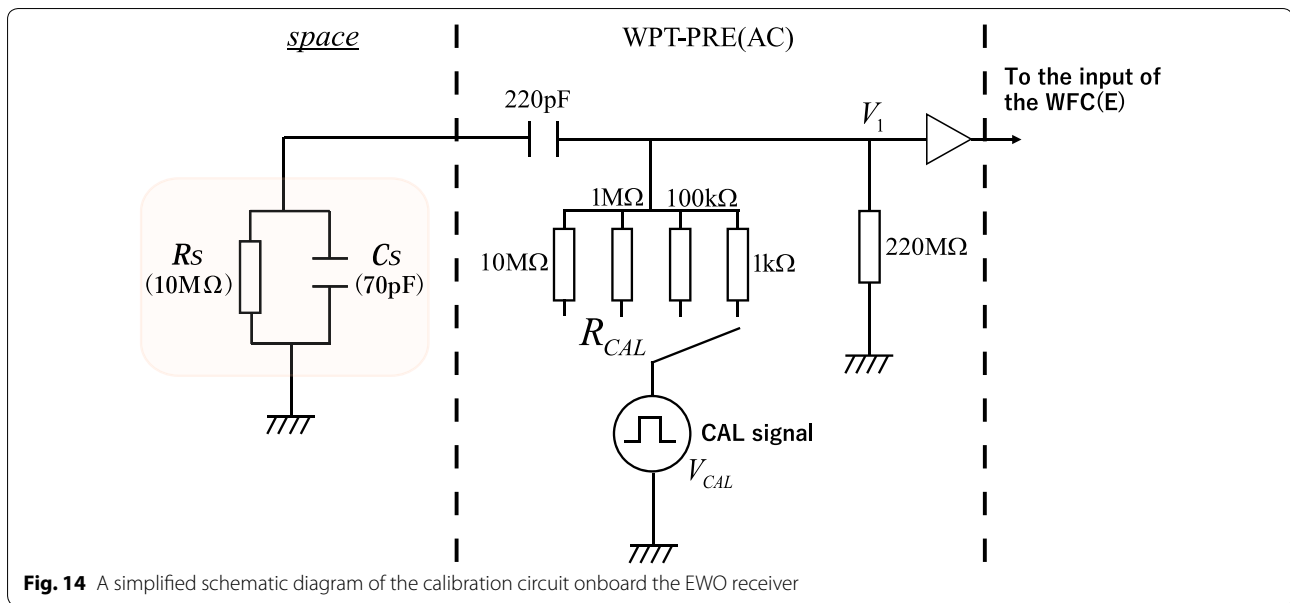 space
WPT-PRE(AC)
To the input of
the WFC(E)
220pF
V1
1MΩ
100kΩ
Rs
(10MΩ)
Cs
(70pF)
10MΩ
1kΩ
220MΩ
RCAL
CAL signal
VCAL
Fig. 14 A simplified schematic diagram of the calibration circuit onboard the EWO receiver